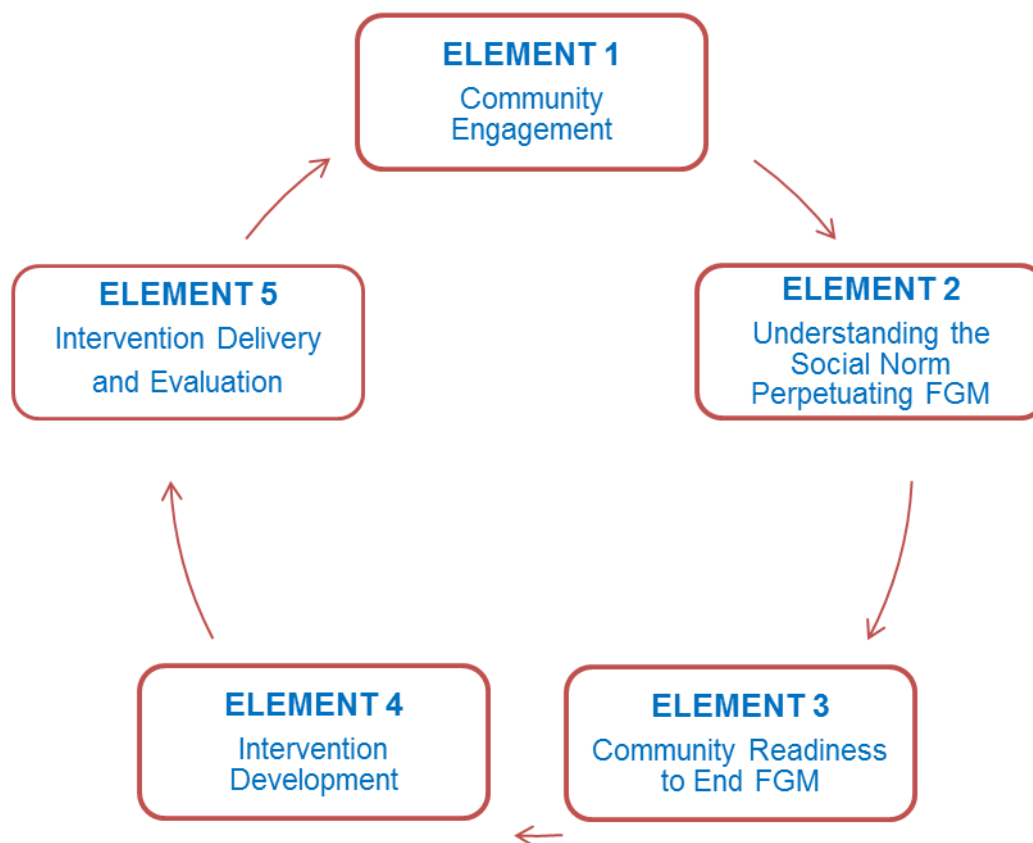 ELEMENT 1
Community
Engagement
ELEMENT 2
Understanding the
Social Norm
Perpetuating FGM
ELEMENT 3
Community Readiness
to End FGM
ELEMENT 4
Intervention
Development
ELEMENT 5
Intervention Delivery
and Evaluation